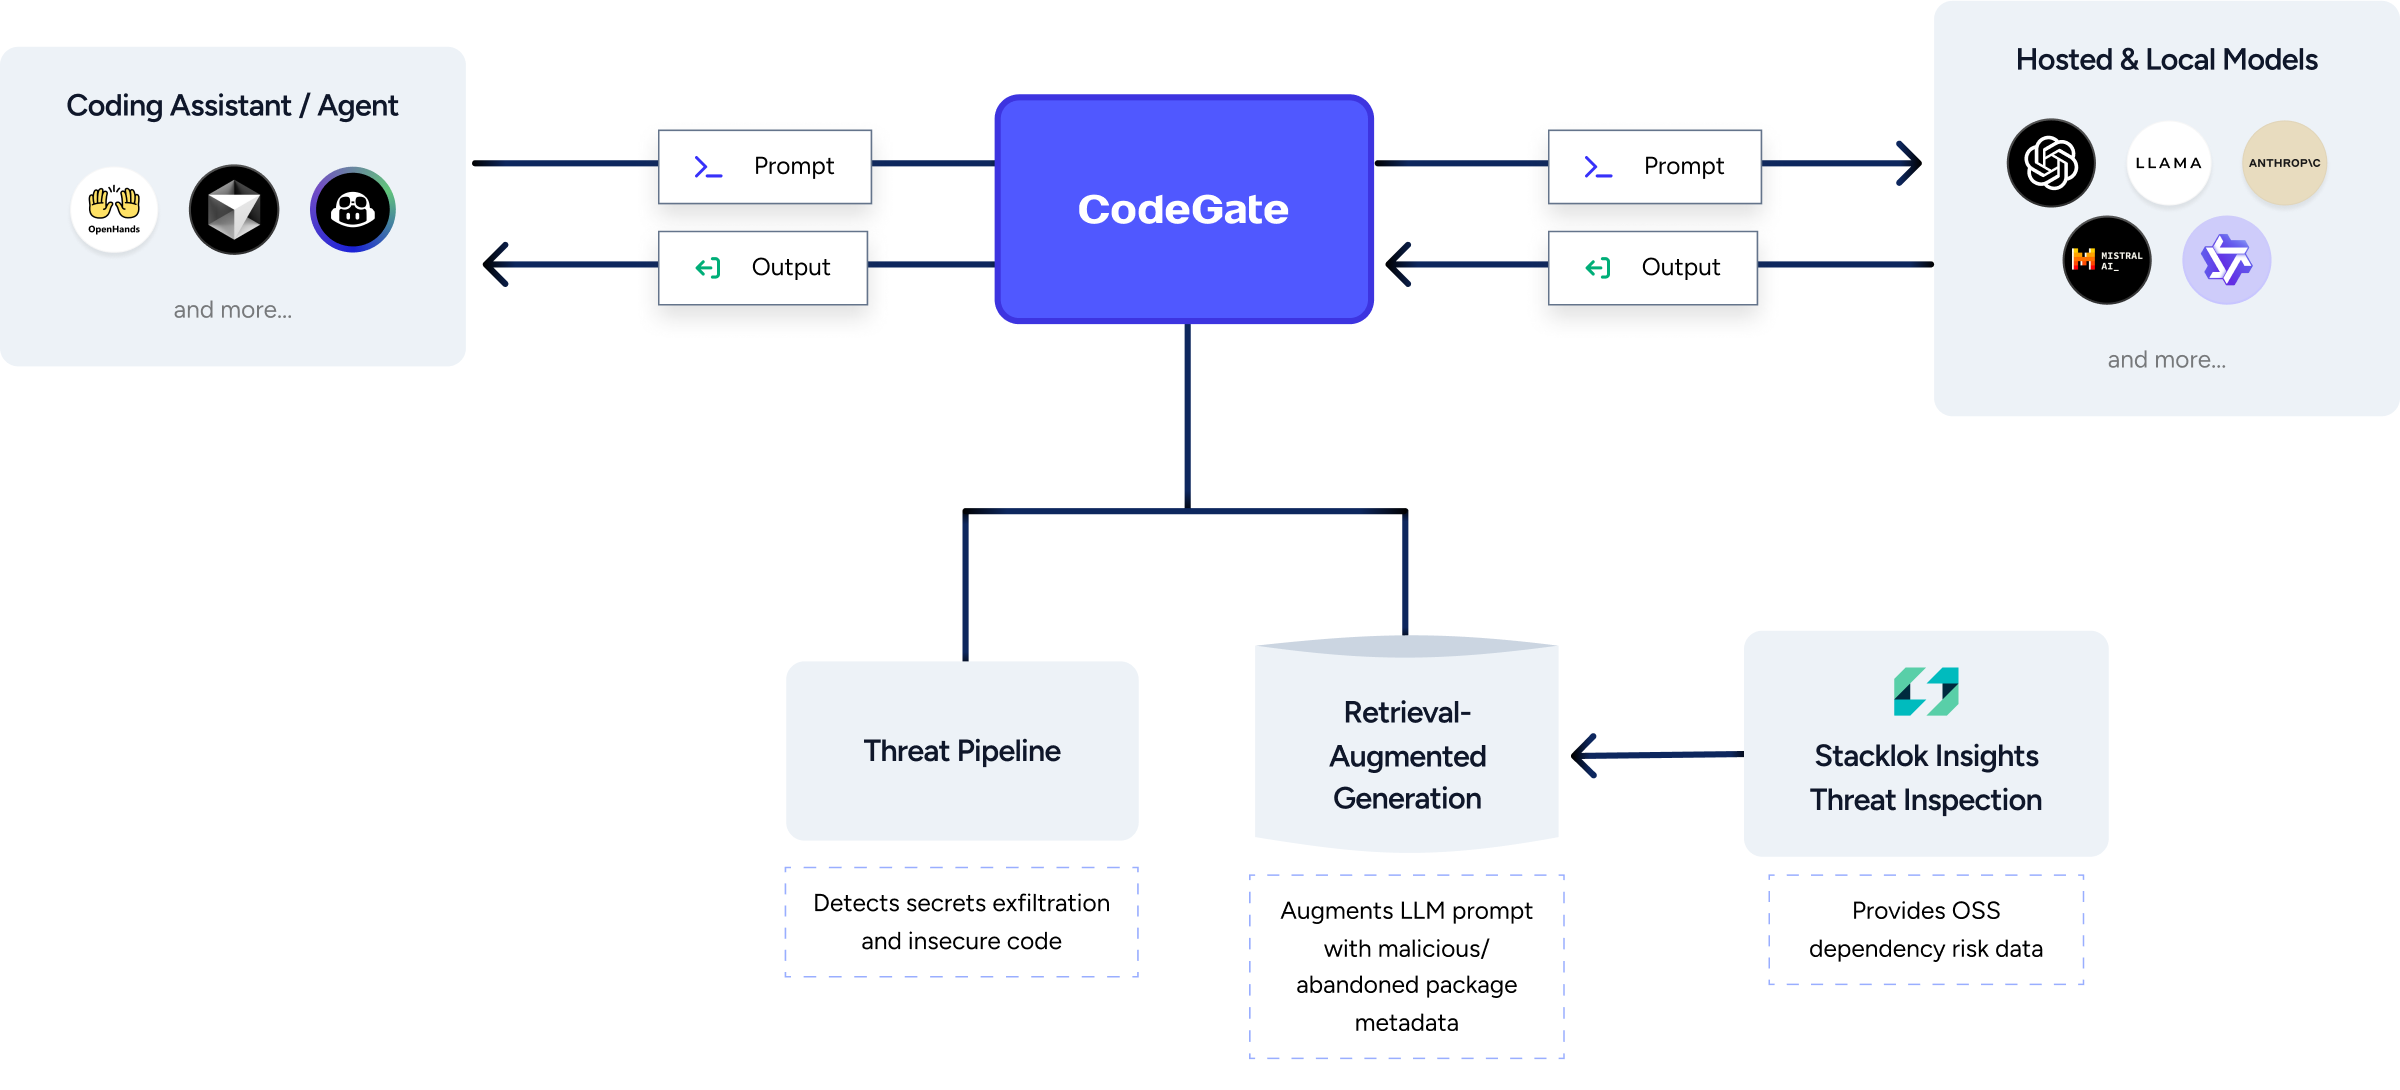 Coding Assistant / Agent
OpenHands
and more...
Prompt
Output
CodeGate
Prompt
Output
Hosted & Local Models
LLAMA
ANTHROP\C
MISTRAL
AI_
and more...
Threat Pipeline
Detects secrets exfiltration
and insecure code
Retrieval-
Augmented
Generation
Augments LLM prompt
with malicious/
abandoned package
metadata
Stacklok Insights
Threat Inspection
Provides OSS
dependency risk data